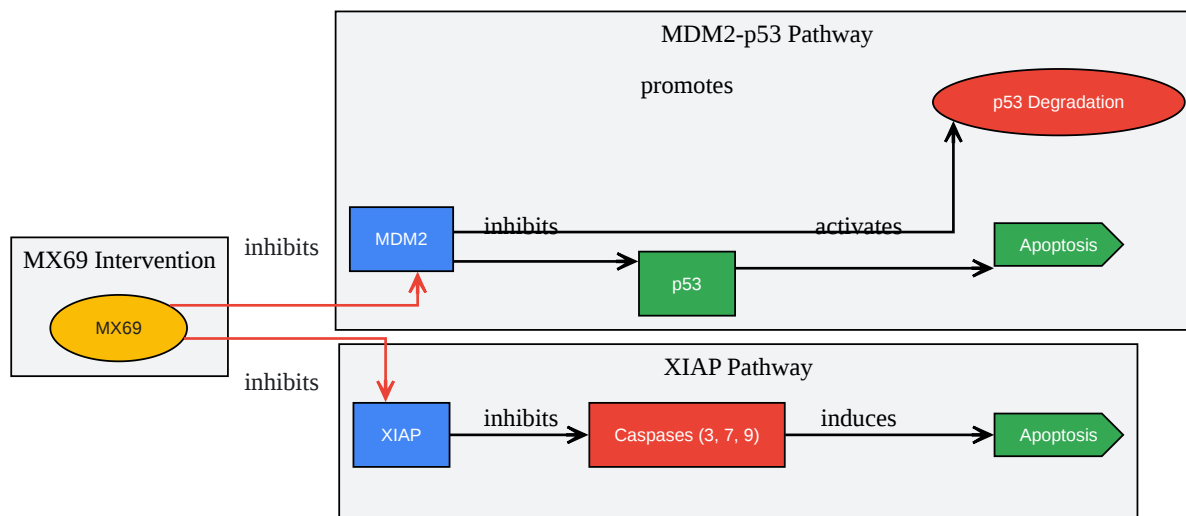 MDM2-p53 Pathway
promotes
p53 Degradation
inhibits
MDM2
inhibits
activates
Apoptosis
p53
MX69 Intervention
MX69
inhibits
XIAP Pathway
XIAP
inhibits
Caspases (3, 7, 9)
induces
Apoptosis